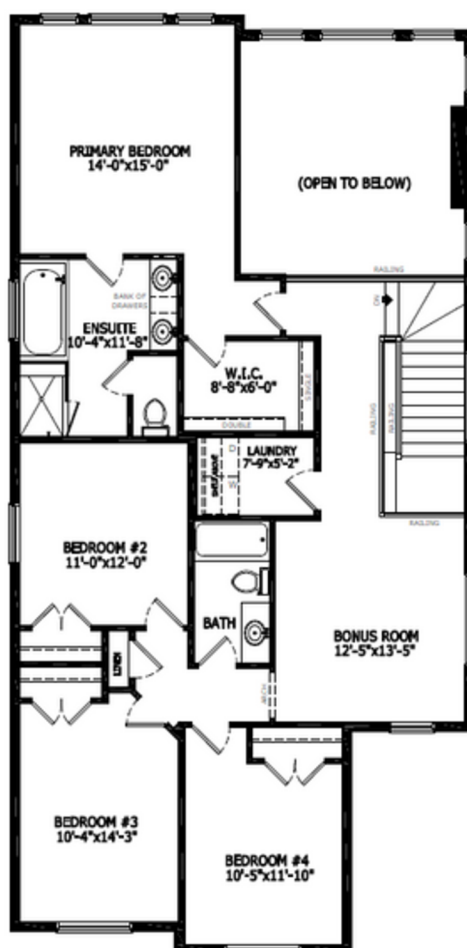 PRIMARY BEDROOM
14'-0"x15'-0"
(OPEN TO BELOW)
RAILING
BANK OF
DRAWERS
ENSUITE
10'-4"x11'-8"
DN
W.I.C.
8'-8"x6'-0"
SINGLE
DOUBLE
RAILING
RAILING
LAUNDRY
7'-9"x5'-2"
SHELF ABOVE
D
W
RAILING
BEDROOM #2
11'-0"x12'-0"
BATH
BONUS ROOM
12'-5"x13'-5"
LINEN
ARCH
BEDROOM #3
10'-4"x14'-3"
BEDROOM #4
10'-5"x11'-10"